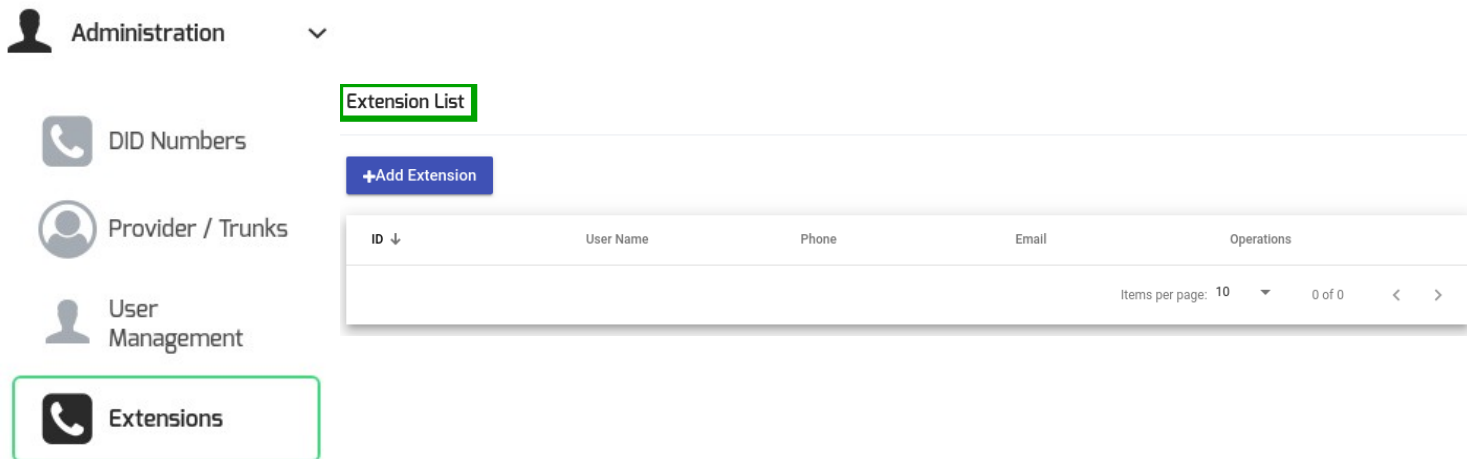 Administration
DID Numbers
Provider / Trunks
User
Management
Extensions
Extension List
+Add Extension
ID User Name Phone Email Operations
Items per page: 10 0 of 0